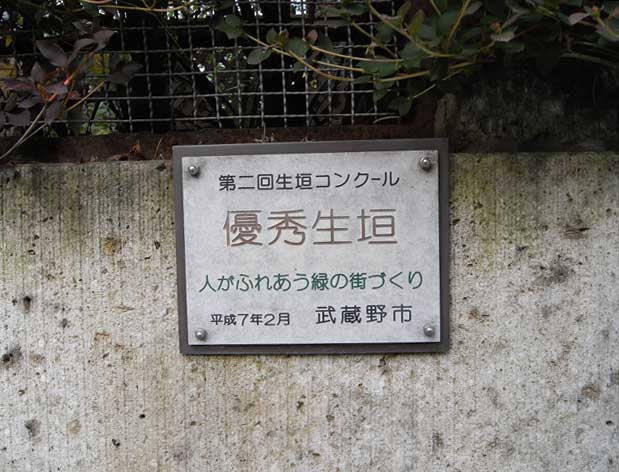 第二回生垣コンクール
優秀生垣
人がふれあう緑の街づくり
平成7年2月 武蔵野市